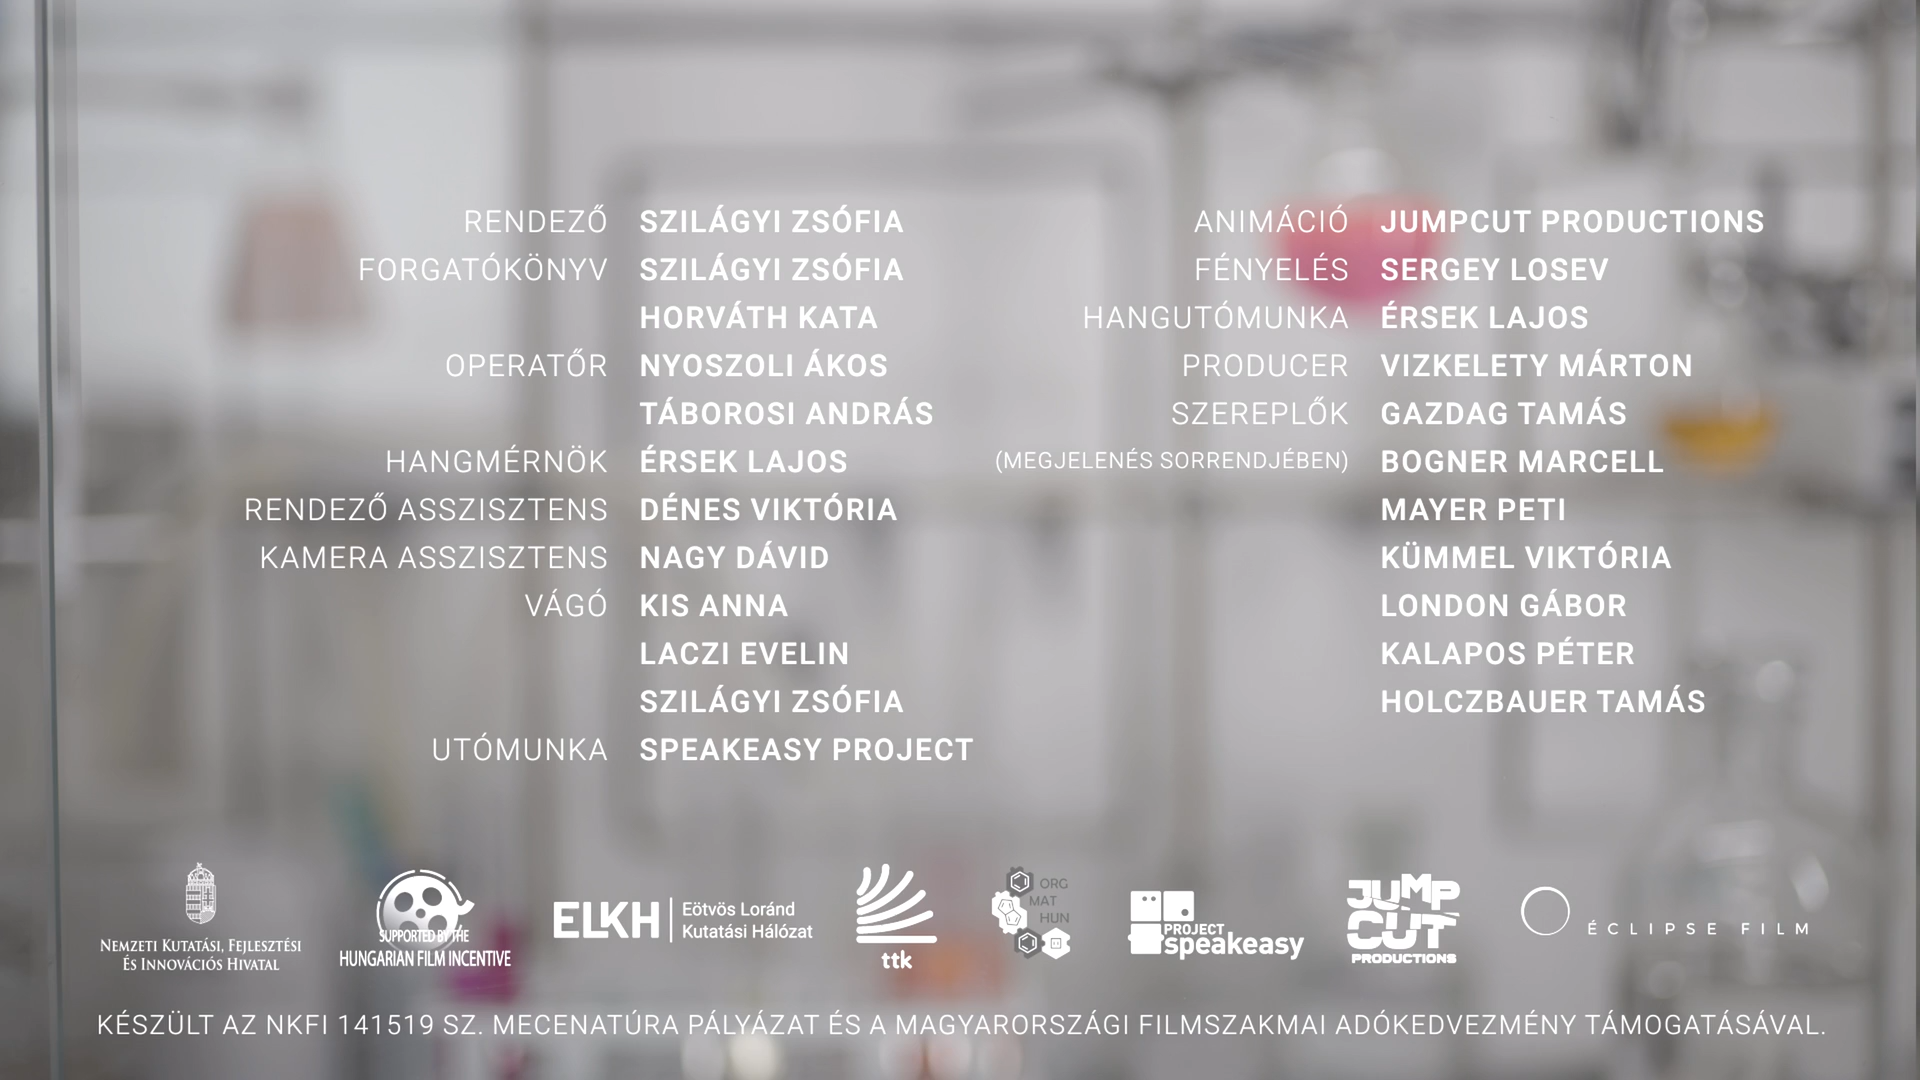 RENDEZŐ SZILÁGYI ZSÓFIA
FORGATÓKÖNYV SZILÁGYI ZSÓFIA
HORVÁTH KATA
OPERATŐR NYOSZOLI ÁKOS
TÁBOROSI ANDRÁS
HANGMÉRNÖK ÉRSEK LAJOS
RENDEZŐ ASSZISZTENS DÉNES VIKTÓRIA
KAMERA ASSZISZTENS NAGY DÁVID
VÁGÓ KIS ANNA
LACZI EVELIN
SZILÁGYI ZSÓFIA
UTÓMUNKA SPEAKEASY PROJECT
ANIMÁCIÓ JUMPCUT PRODUCTIONS
FÉNYELÉS SERGEY LOSEV
HANGUTÓMUNKA ÉRSEK LAJOS
PRODUCER VIZKELETY MÁRTON
SZEREPLŐK GAZDAG TAMÁS
(MEGJELENÉS SORRENDJÉBEN) BOGNER MARCELL
MAYER PETI
KÜMMEL VIKTÓRIA
LONDON GÁBOR
KALAPOS PÉTER
HOLCZBAUER TAMÁS
NEMZETI KUTATÁSI, FEJLESZTÉSI
ÉS INNOVÁCIÓS HIVATAL
SUPPORTED BY THE
HUNGARIAN FILM INCENTIVE
ELKH
Eötvös Loránd
Kutatási Hálózat
ttk
ORG
MAT
HUN
PROJECT
speakeasy
JUMP
CUT
PRODUCTIONS
ÉCLIPSE FILM
KÉSZÜLT AZ NKFI 141519 SZ. MECENATÚRA PÁLYÁZAT ÉS A MAGYARORSZÁGI FILMSZAKMAI ADÓKEDVEZMÉNY TÁMOGATÁSÁVAL.